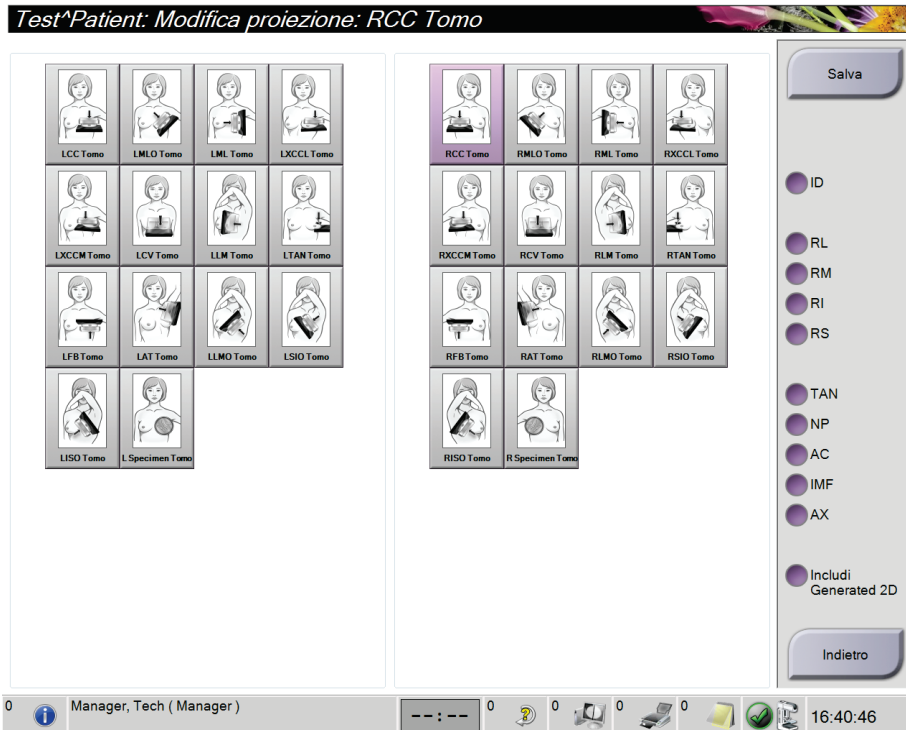 Test^Patient: Modifica proiezione: RCC Tomo
LCC Tomo
LMLO Tomo
LML Tomo
LXCCL Tomo
LXCCM Tomo
LCV Tomo
LLM Tomo
LTAN Tomo
LFB Tomo
LAT Tomo
LLMO Tomo
LSIO Tomo
LISO Tomo
L Specimen Tomo
RCC Tomo
RMLO Tomo
RML Tomo
RXCCL Tomo
RXCCM Tomo
RCV Tomo
RLM Tomo
RTAN Tomo
RFB Tomo
RAT Tomo
RLMO Tomo
RSIO Tomo
RISO Tomo
R Specimen Tomo
Salva
ID
RL
RM
RI
RS
TAN
NP
AC
IMF
AX
Includi
Generated 2D
Indietro
0
Manager, Tech ( Manager )
--:--
0
0
0
0
16:40:46